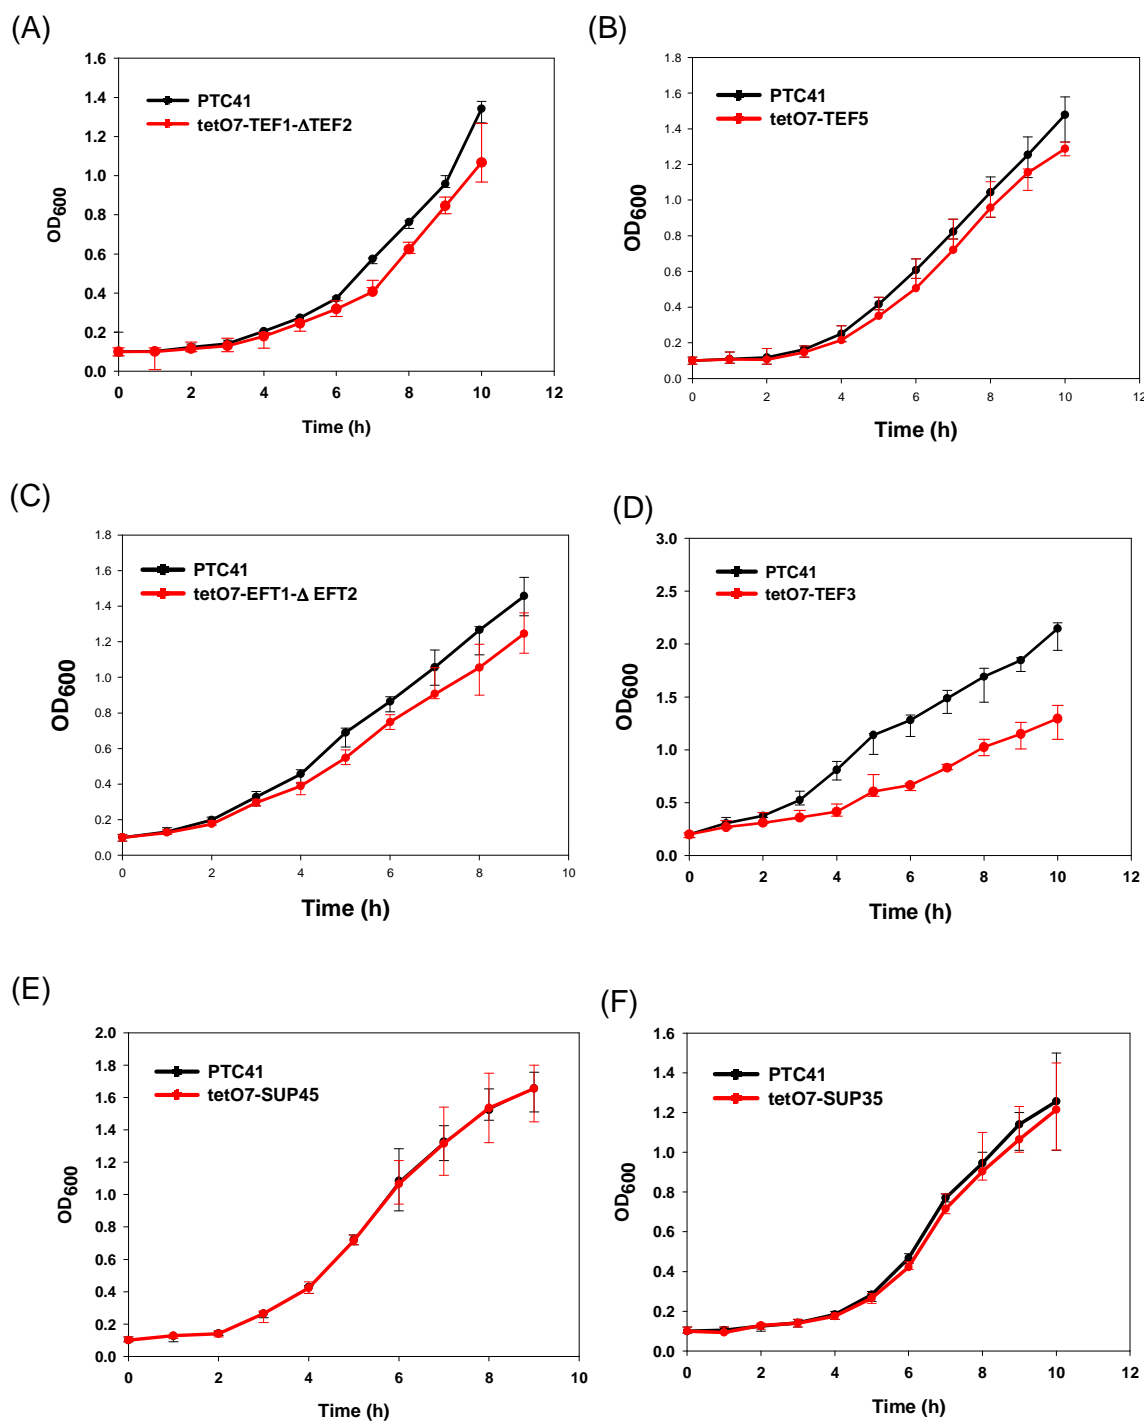 (A)
1.6
1.4
1.2
1.0
0.8
0.6
0.4
0.2
0.0
OD600
PTC41
tetO7-TEF1-ΔTEF2
0 2 4 6 8 10 12
Time (h)
(B)
1.8
1.6
1.4
1.2
1.0
0.8
0.6
0.4
0.2
0.0
OD600
PTC41
tetO7-TEF5
0 2 4 6 8 10 12
Time (h)
(C)
1.8
1.6
1.4
1.2
1.0
0.8
0.6
0.4
0.2
0.0
OD600
PTC41
tetO7-EFT1-Δ EFT2
0 2 4 6 8 10
Time (h)
(D)
3.0
2.5
2.0
1.5
1.0
0.5
0.0
OD600
PTC41
tetO7-TEF3
0 2 4 6 8 10 12
Time (h)
(E)
2.0
1.8
1.6
1.4
1.2
1.0
0.8
0.6
0.4
0.2
0.0
OD600
PTC41
tetO7-SUP45
0 2 4 6 8 10
Time (h)
(F)
1.6
1.4
1.2
1.0
0.8
0.6
0.4
0.2
0.0
OD600
PTC41
tetO7-SUP35
0 2 4 6 8 10 12
Time (h)